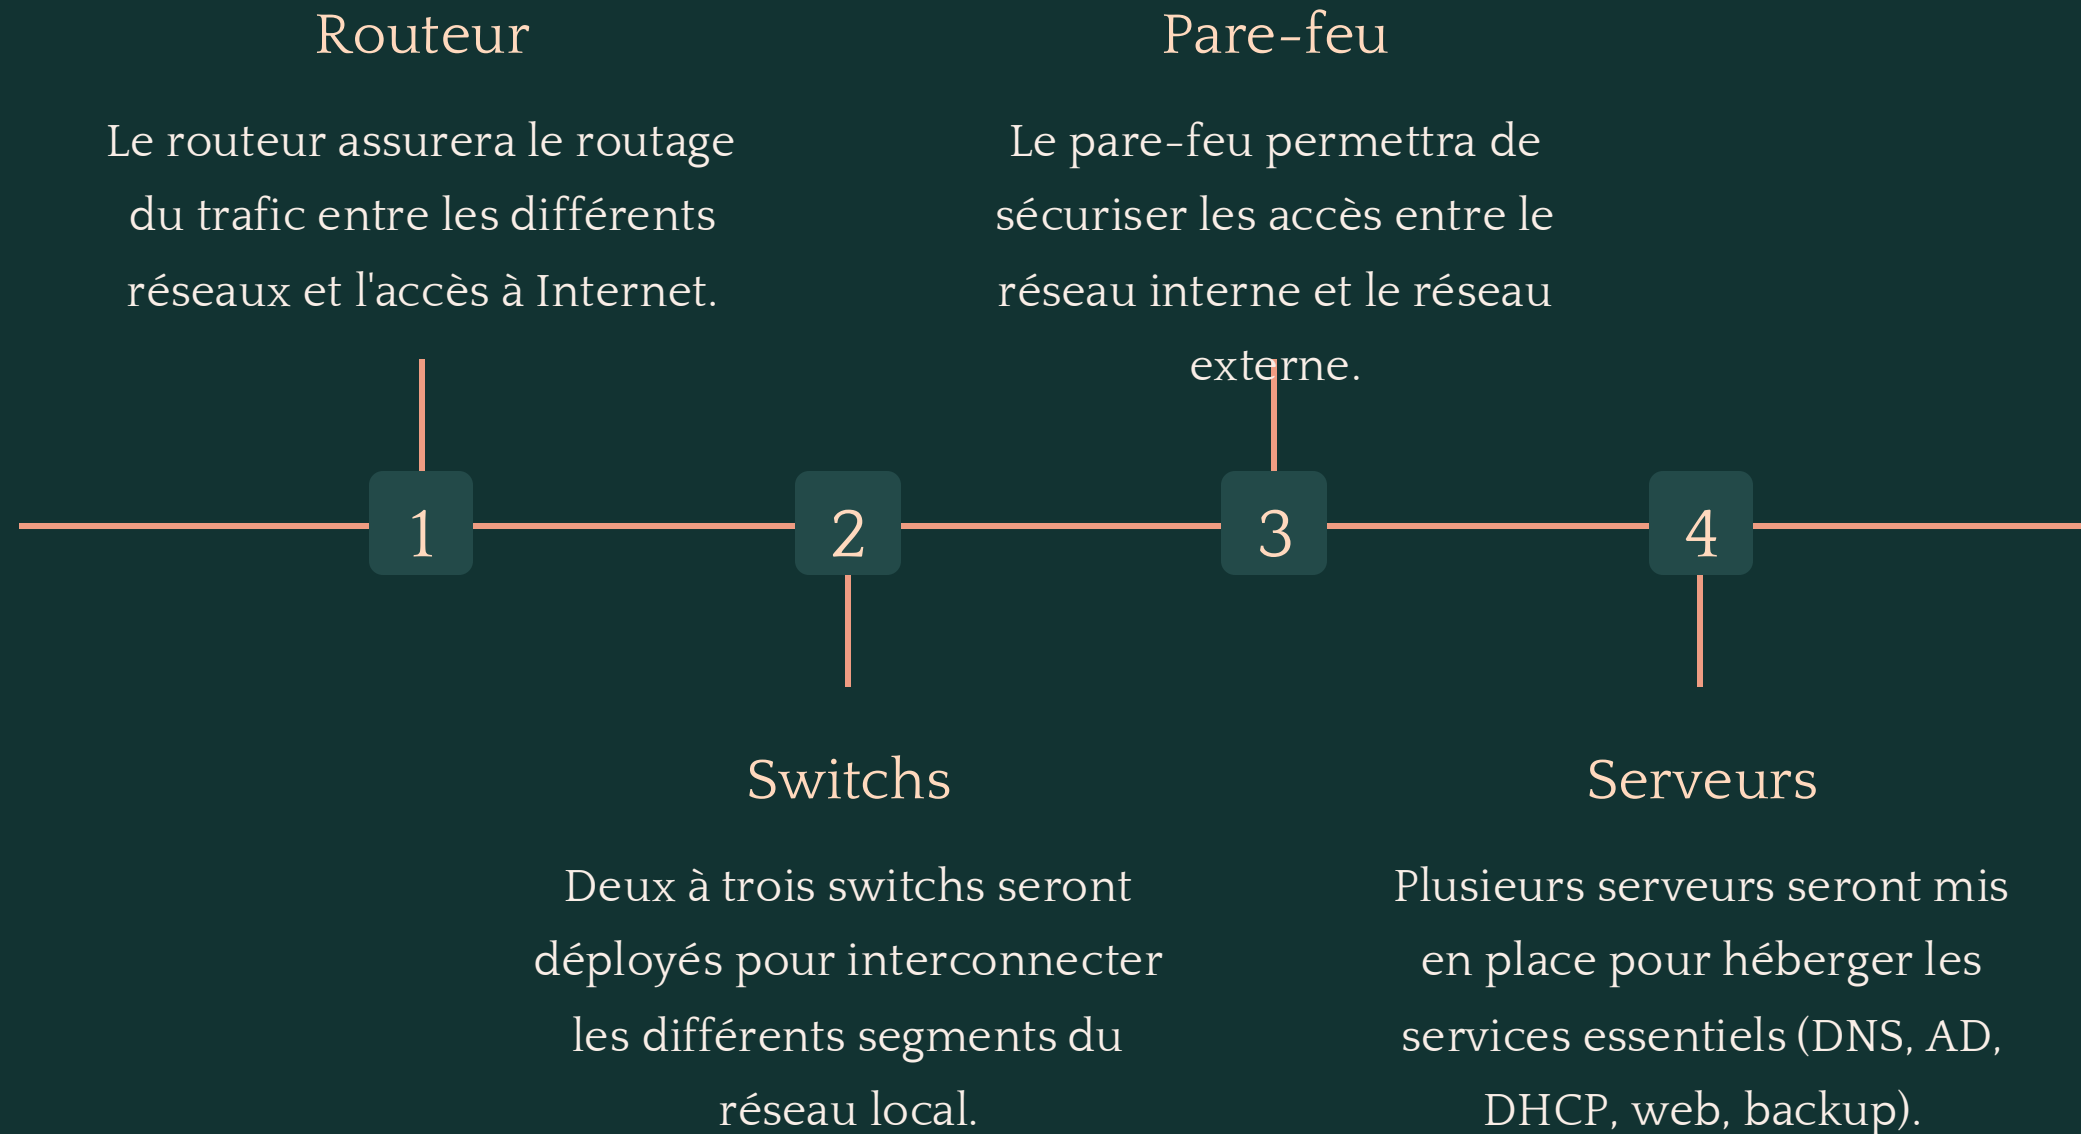 Routeur
Le routeur assurera le routage
du trafic entre les différents
réseaux et l'accès à Internet.
Pare-feu
Le pare-feu permettra de
sécuriser les accès entre le
réseau interne et le réseau
externe.
1
2
3
4
Switchs
Deux à trois switchs seront
déployés pour interconnecter
les différents segments du
réseau local.
Serveurs
Plusieurs serveurs seront mis
en place pour héberger les
services essentiels (DNS, AD,
DHCP, web, backup).